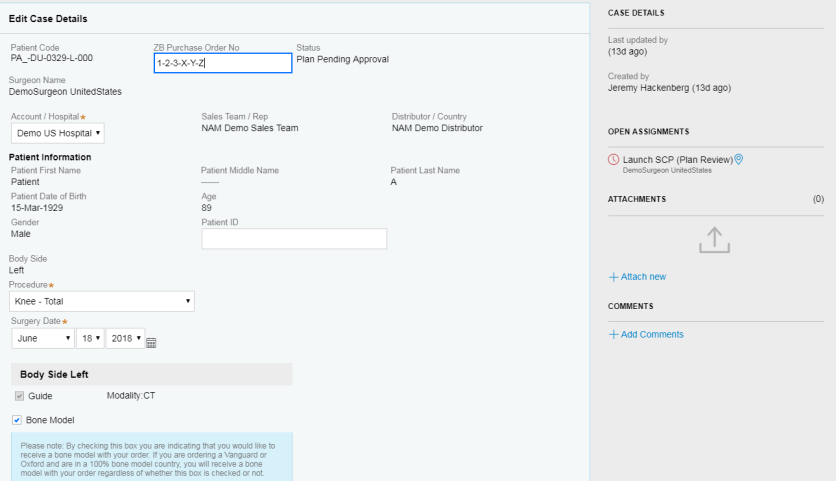 Edit Case Details
Patient Code
PA_-DU-0329-L-000
ZB Purchase Order No
1-2-3-X-Y-Z
Status
Plan Pending Approval
Surgeon Name
DemoSurgeon UnitedStates
Account / Hospital★
Demo US Hospital
Sales Team / Rep
NAM Demo Sales Team
Distributor / Country
NAM Demo Distributor
Patient Information
Patient First Name
Patient
Patient Middle Name
-----
Patient Last Name
A
Patient Date of Birth
15-Mar-1929
Age
89
Gender
Male
Patient ID
Body Side
Left
Procedure★
Knee - Total
Surgery Date★
June 18 2018
Body Side Left
Guide Modality:CT
Bone Model
Please note: By checking this box you are indicating that you would like to
receive a bone model with your order. If you are ordering a Vanguard or
Oxford and are in a 100% bone model country, you will receive a bone
model with your order regardless of whether this box is checked or not.
CASE DETAILS
Last updated by
(13d ago)
Created by
Jeremy Hackenberg (13d ago)
OPEN ASSIGNMENTS
Launch SCP (Plan Review)
DemoSurgeon UnitedStates
ATTACHMENTS (0)
+ Attach new
COMMENTS
+ Add Comments